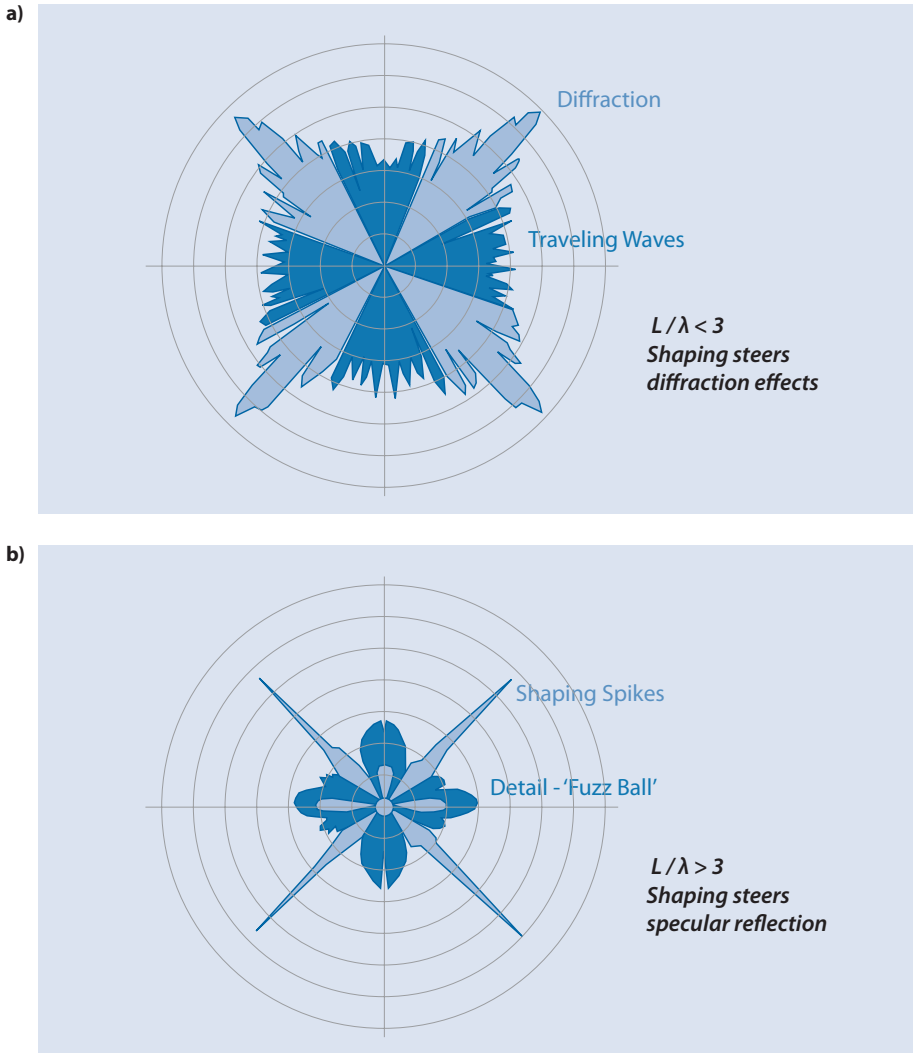 a)
Diffraction
Traveling Waves
L / λ < 3
Shaping steers
diffraction effects
b)
Shaping Spikes
Detail - ‘Fuzz Ball’
L / λ > 3
Shaping steers
specular reflection